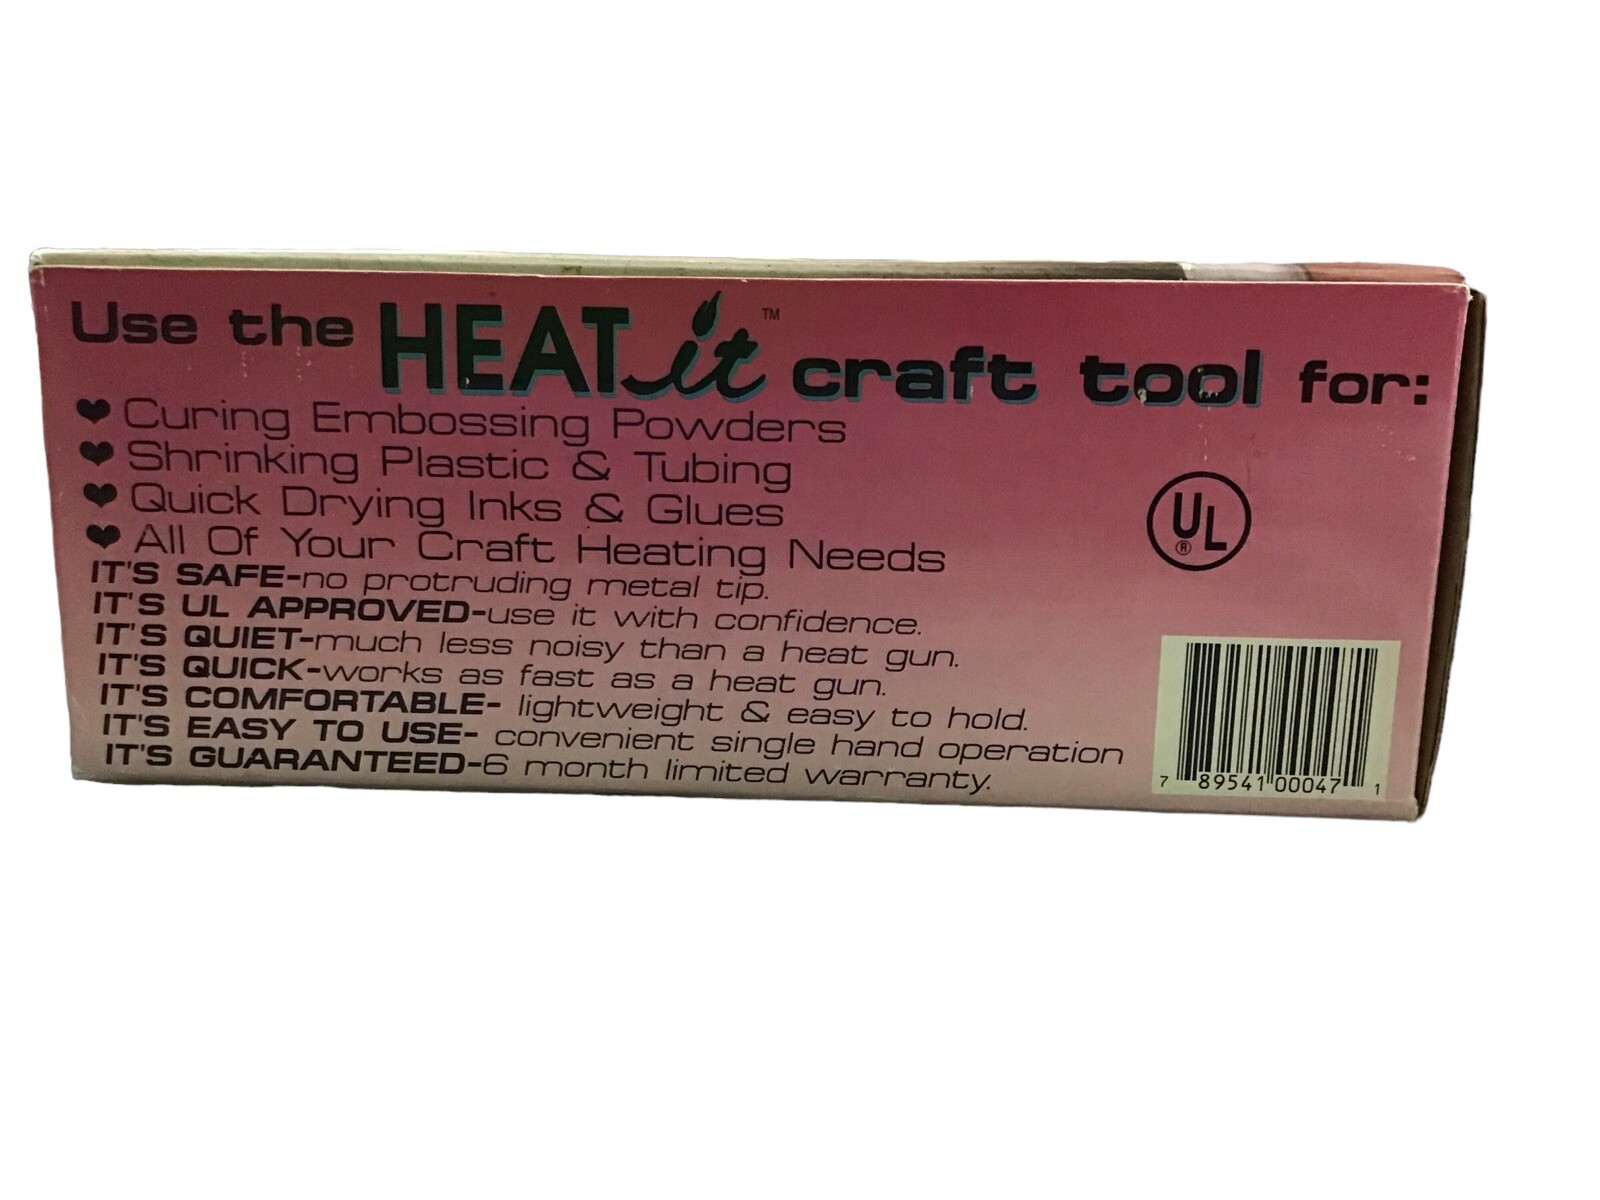 Use the HEAT it™ craft tool for:
♥ Curing Embossing Powders
♥ Shrinking Plastic & Tubing
♥ Quick Drying Inks & Glues
♥ All Of Your Craft Heating Needs
IT'S SAFE-no protruding metal tip.
IT'S UL APPROVED-use it with confidence.
IT'S QUIET-much less noisy than a heat gun.
IT'S QUICK-works as fast as a heat gun.
IT'S COMFORTABLE- lightweight & easy to hold.
IT'S EASY TO USE- convenient single hand operation
IT'S GUARANTEED-6 month limited warranty.
UL®
7 89541 00047 1